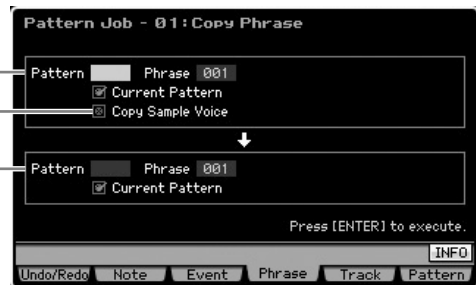 Pattern Job - 01:Copy Phrase
Pattern Phrase 001
Current Pattern
Copy Sample Voice
Pattern Phrase 001
Current Pattern
Press [ENTER] to execute.
INFO
Undo/Redo Note Event Phrase Track Pattern